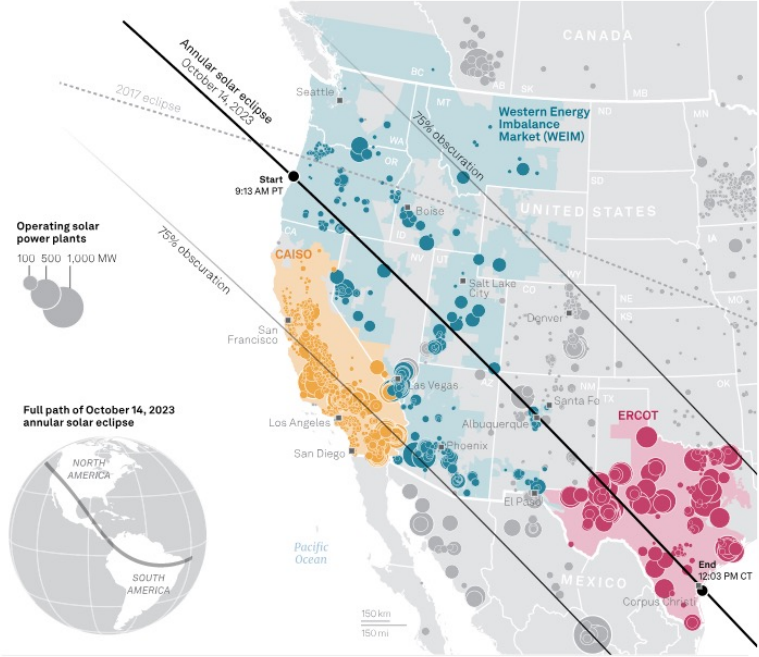 CANADA
Annular solar eclipse
October 14, 2023
BC
AB
SK
MB
Seattle
2017 eclipse
MT
ND
MN
Western Energy
Imbalance
Market (WEIM)
75% obscuration
WA
OR
Start
9:13 AM PT
SD
Boise
UNITED STATES
Operating solar
power plants
100 500 1,000 MW
75% obscuration
CA
ID
IA
CAISO
NV
UT
WY
Salt Lake
City
CO
NE
MO
KS
Denver
San
Francisco
Las Vegas
AZ
NM
TX
OK
Santa Fe
Full path of October 14, 2023
annular solar eclipse
ERCOT
Los Angeles
Albuquerque
San Diego
Phoenix
NORTH
AMERICA
El Paso
Pacific
Ocean
End
12:03 PM CT
SOUTH
AMERICA
MEXICO
Corpus Christi
150 km
150 mi